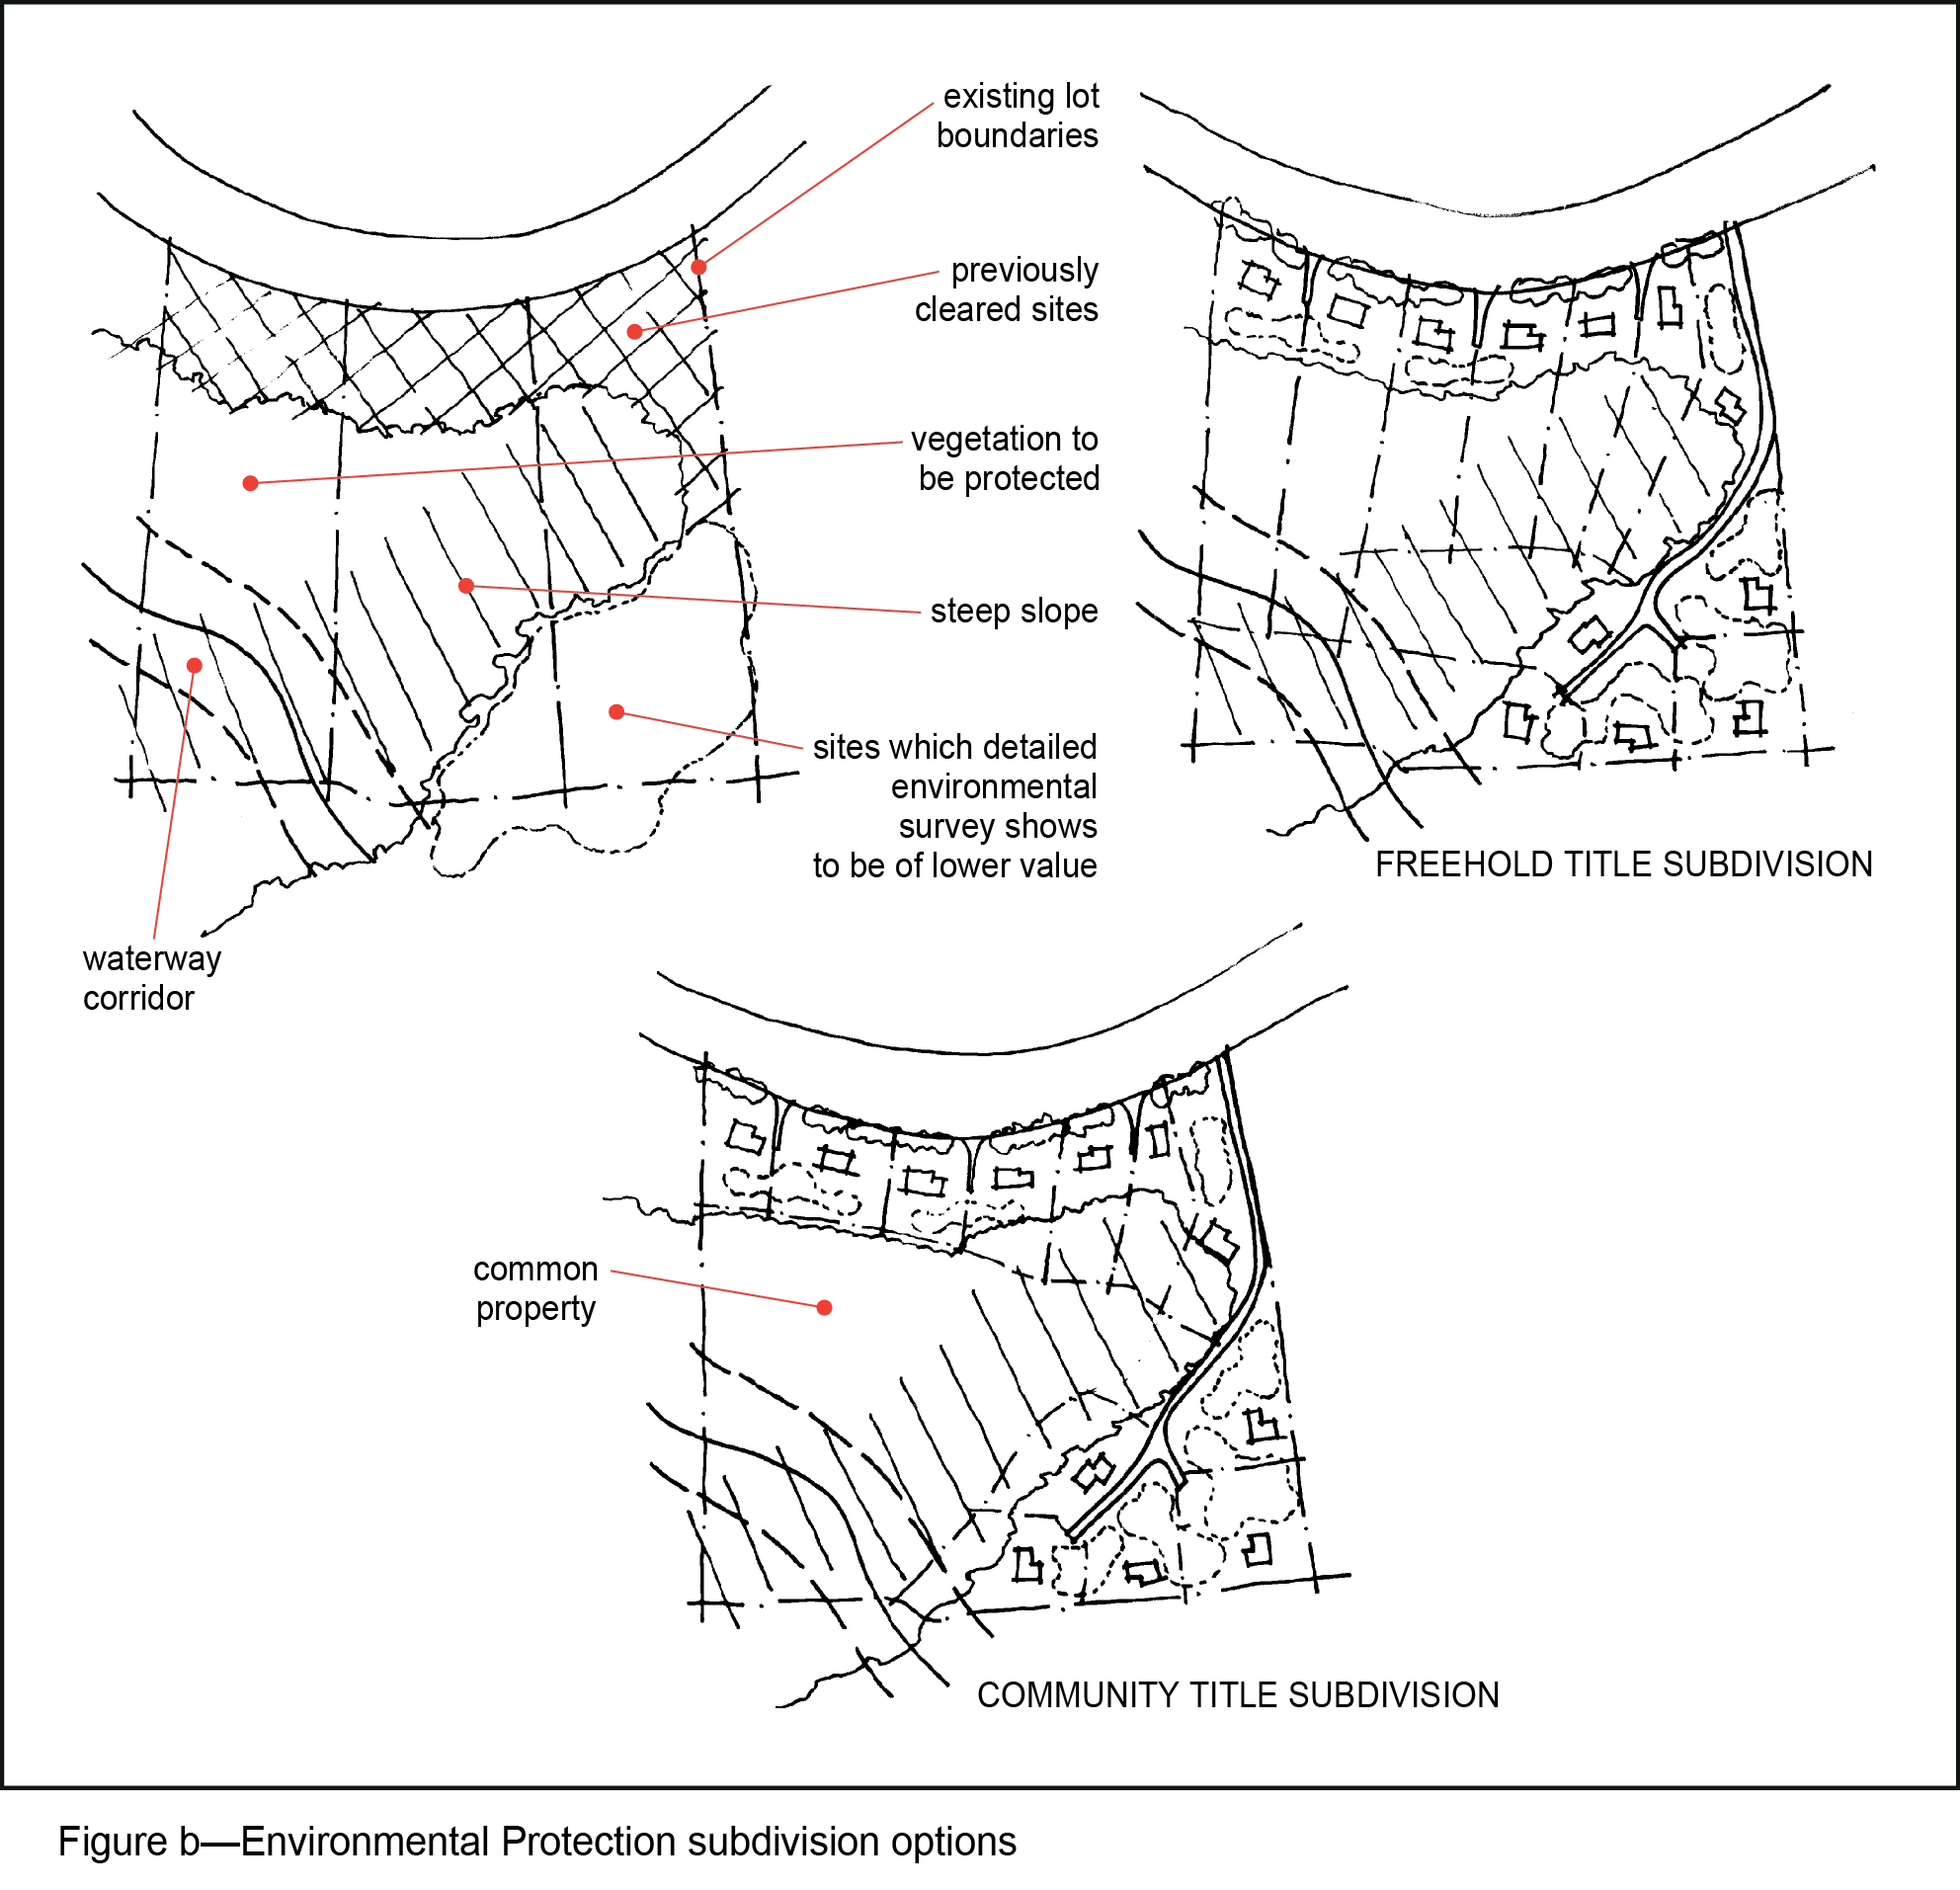 existing lot
boundaries
previously
cleared sites
vegetation to
be protected
steep slope
sites which detailed
environmental
survey shows
to be of lower value
waterway
corridor
FREEHOLD TITLE SUBDIVISION
common
property
COMMUNITY TITLE SUBDIVISION
Figure b—Environmental Protection subdivision options